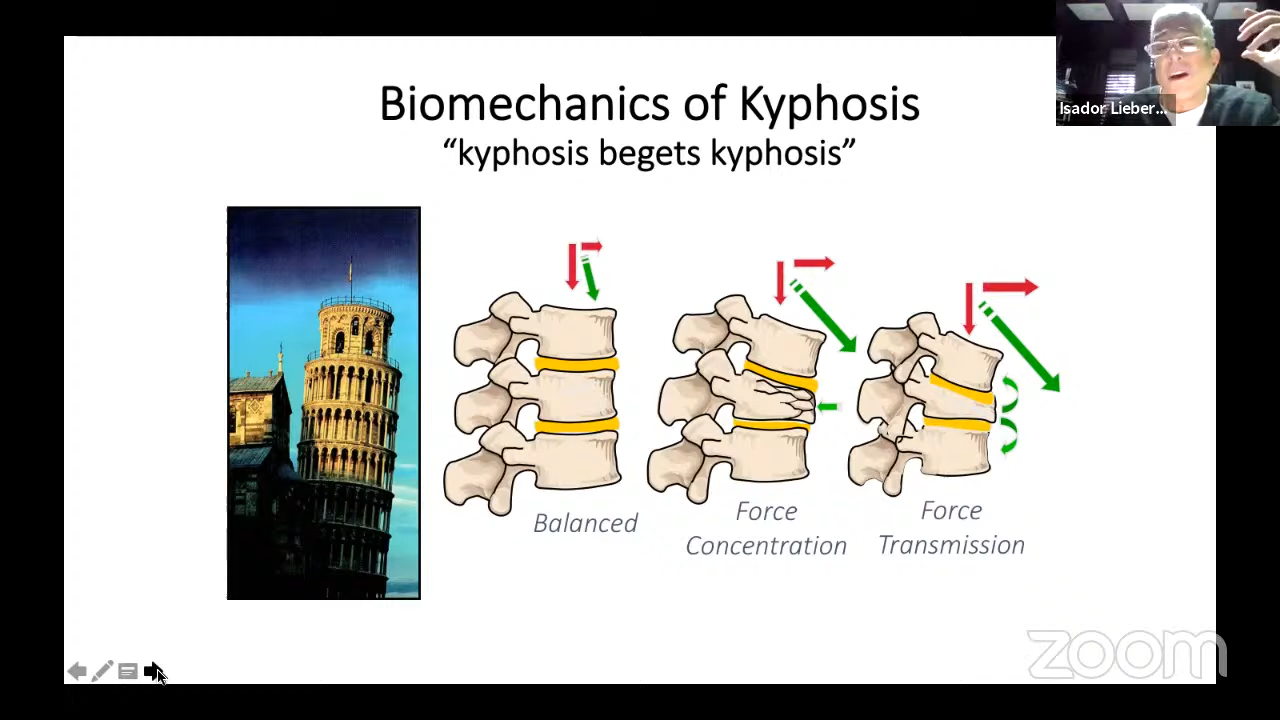 Biomechanics of Kyphosis
“kyphosis begets kyphosis”
Isador Lieber...
Balanced
Force
Concentration
Force
Transmission
zoom